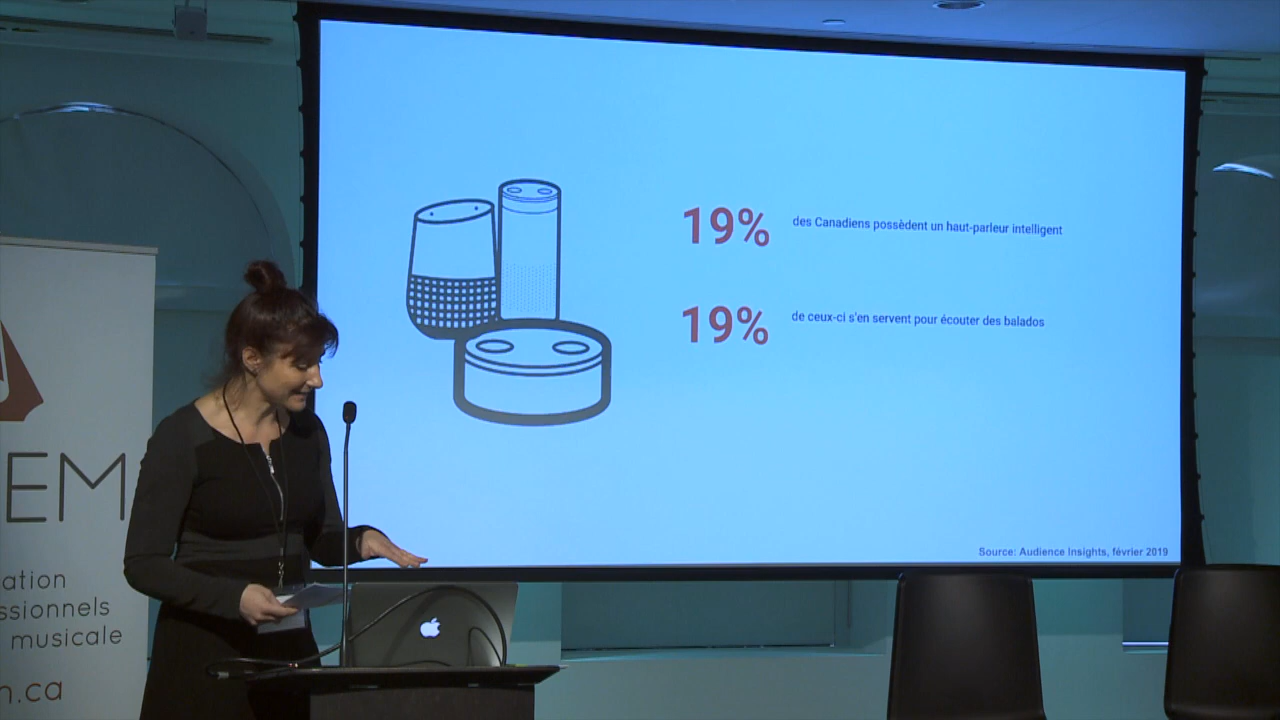 19% des Canadiens possèdent un haut-parleur intelligent
19% de ceux-ci s'en servent pour écouter des balados
Source: Audience Insights, février 2019
EM
ation
ssionnels
musicale
.ca